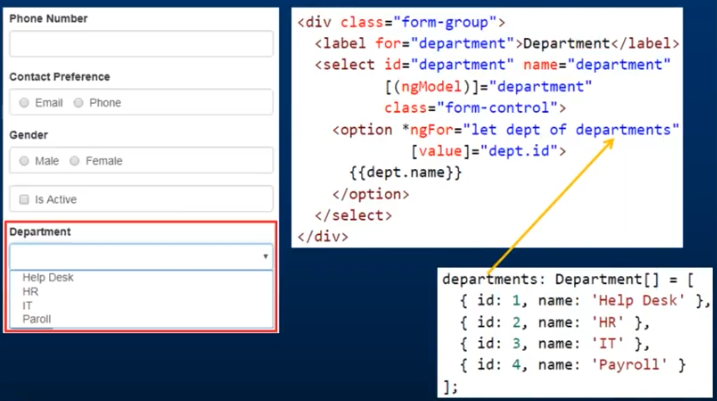 Phone Number
Contact Preference
Email Phone
Gender
Male Female
Is Active
Department
Help Desk
HR
IT
Paroll
<div class="form-group">
<label for="department">Department</label>
<select id="department" name="department"
[(ngModel)]="department"
class="form-control">
<option *ngFor="let dept of departments"
[value]="dept.id">
{{dept.name}}
</option>
</select>
</div>
departments: Department[] = [
{ id: 1, name: 'Help Desk' },
{ id: 2, name: 'HR' },
{ id: 3, name: 'IT' },
{ id: 4, name: 'Payroll' }
];